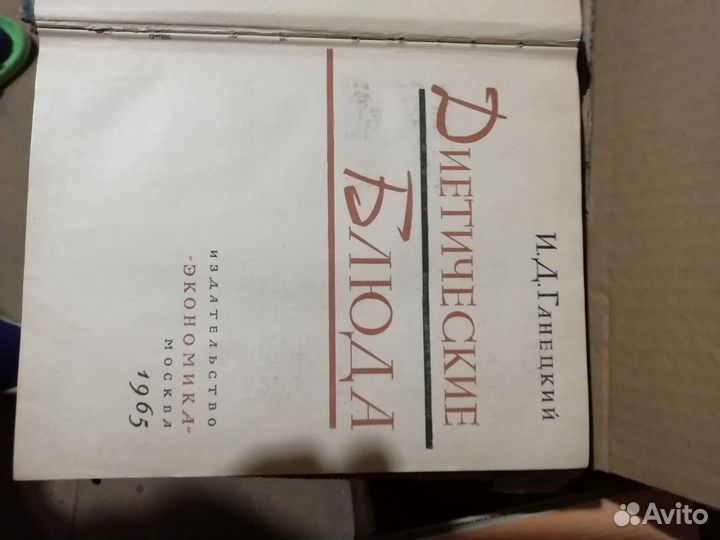 И. Д. ГАНЕЦКИЙ
ДИЕТИЧЕСКИЕ
БЛЮДА
ИЗДАТЕЛЬСТВО
"ЭКОНОМИКА"
МОСКВА
1965
Avito